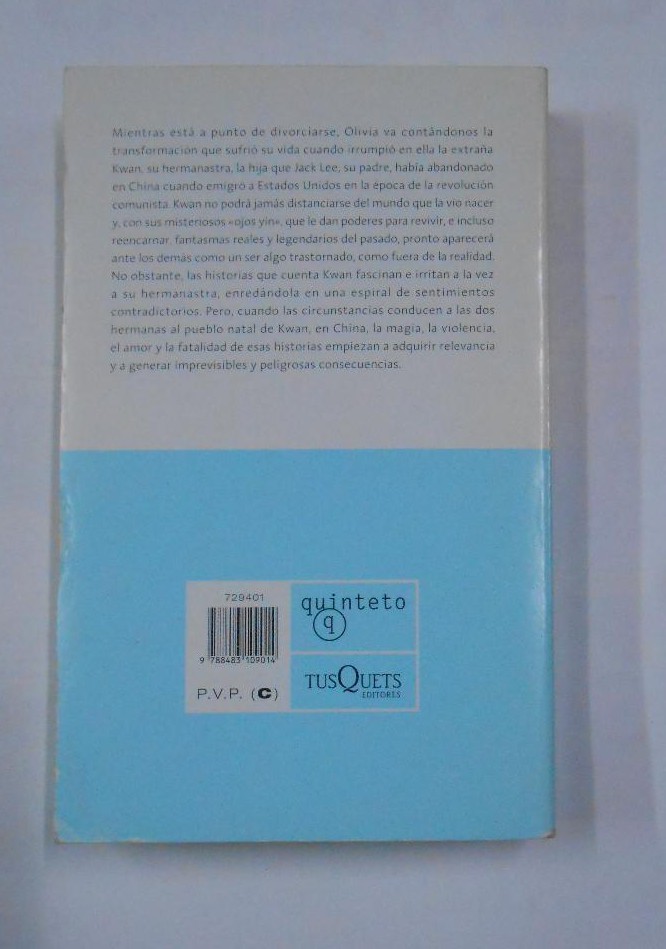 Mientras está a punto de divorciarse, Olivia va contándonos la
transformación que sufrió su vida cuando irrumpió en ella la extraña
Kwan, su hermanastra, la hija que Jack Lee, su padre, había abandonado
en China cuando emigró a Estados Unidos en la época de la revolución
comunista. Kwan no podrá jamás distanciarse del mundo que la vio nacer
y, con sus misteriosos «ojos yin», que le dan poderes para revivir, e incluso
reencarnar, fantasmas reales y legendarios del pasado, pronto aparecerá
ante los demás como un ser algo trastornado, como fuera de la realidad.
No obstante, las historias que cuenta Kwan fascinan e irritan a la vez
a su hermanastra, enredándola en una espiral de sentimientos
contradictorios. Pero, cuando las circunstancias conducen a las dos
hermanas al pueblo natal de Kwan, en China, la magia, la violencia,
el amor y la fatalidad de esas historias empiezan a adquirir relevancia
y a generar imprevisibles y peligrosas consecuencias.
729401
9 788483 109014
P.V.P. (C)
quinteto
q
TUSQUETS
EDITORES